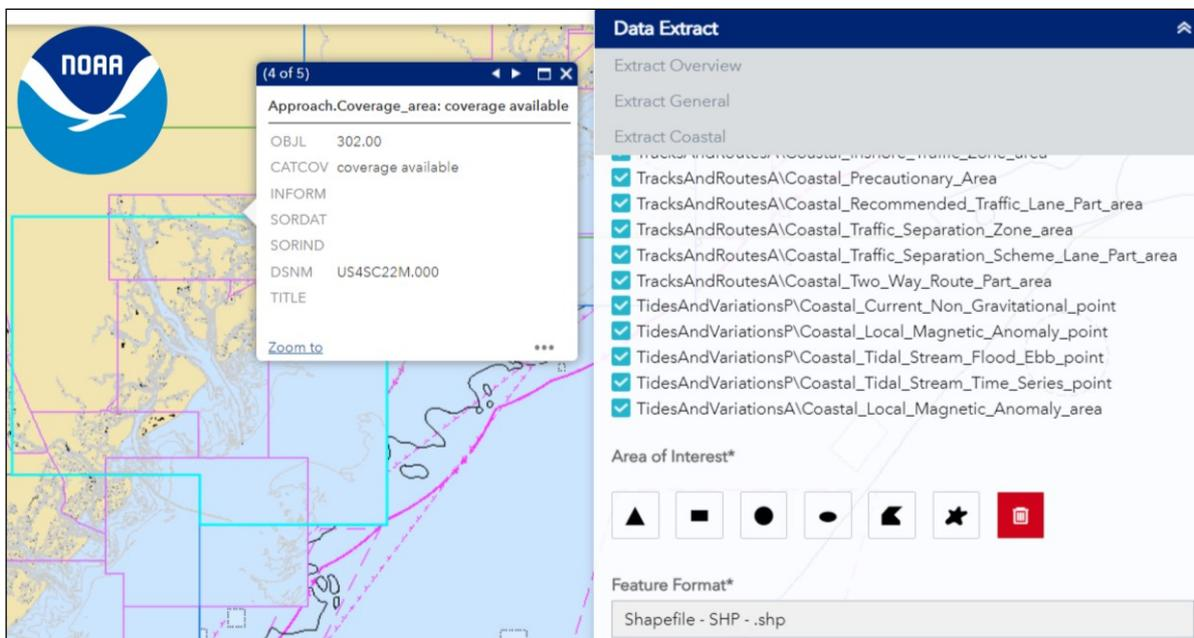 NOAA
(4 of 5)
Approach.Coverage_area: coverage available
OBJL 302.00
CATCOV coverage available
INFORM
SORDAT
SORIND
DSNM US4SC22M.000
TITLE
Zoom to
Data Extract
Extract Overview
Extract General
Extract Coastal
TracksAndRoutesA\Coastal_Inshore_Traffic_Zone_area
TracksAndRoutesA\Coastal_Precautionary_Area
TracksAndRoutesA\Coastal_Recommended_Traffic_Lane_Part_area
TracksAndRoutesA\Coastal_Traffic_Separation_Zone_area
TracksAndRoutesA\Coastal_Traffic_Separation_Scheme_Lane_Part_area
TracksAndRoutesA\Coastal_Two_Way_Route_Part_area
TidesAndVariationsP\Coastal_Current_Non_Gravitational_point
TidesAndVariationsP\Coastal_Local_Magnetic_Anomaly_point
TidesAndVariationsP\Coastal_Tidal_Stream_Flood_Ebb_point
TidesAndVariationsP\Coastal_Tidal_Stream_Time_Series_point
TidesAndVariationsA\Coastal_Local_Magnetic_Anomaly_area
Area of Interest*
Feature Format*
Shapefile - SHP - .shp